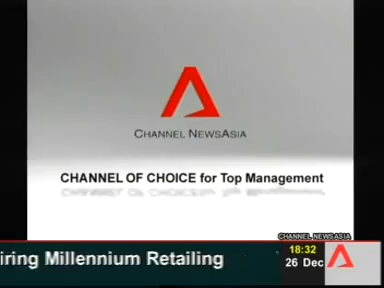 CHANNEL NEWSASIA
CHANNEL OF CHOICE for Top Management
CHANNEL NEWSASIA
iring Millennium Retailing
18:32
26 Dec